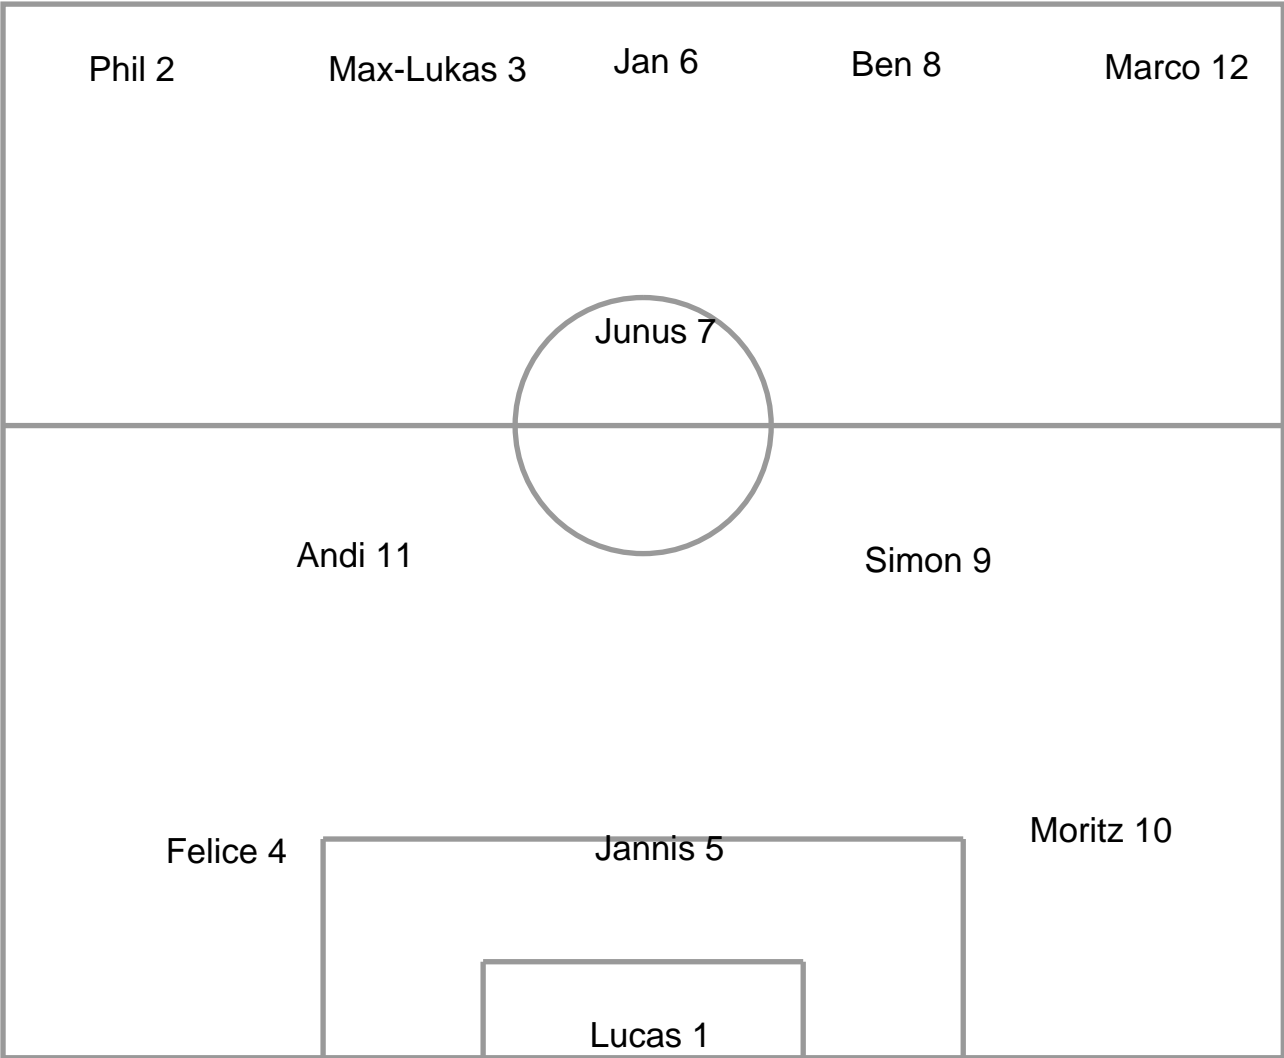 Phil 2 Max-Lukas 3 Jan 6 Ben 8 Marco 12
Junus 7
Andi 11 Simon 9
Felice 4 Jannis 5 Moritz 10
Lucas 1